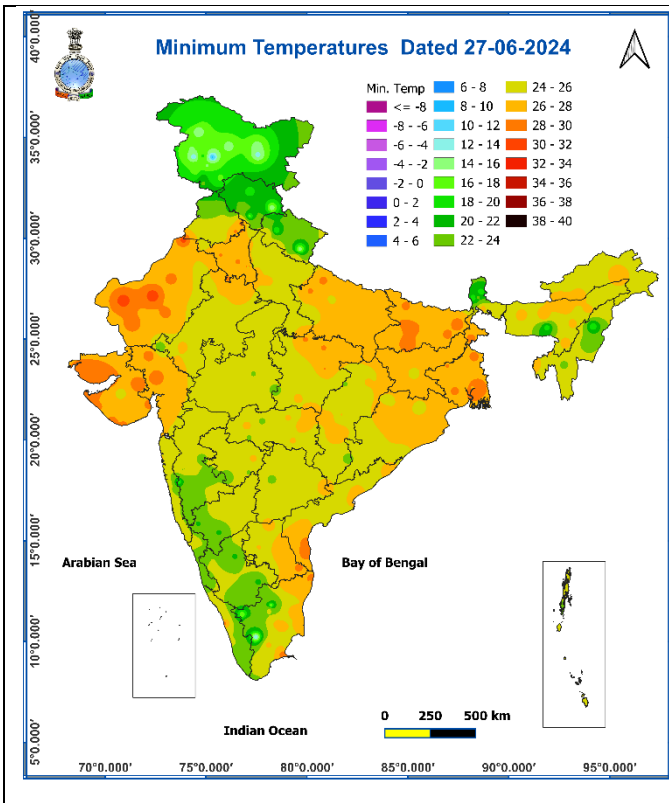 Minimum Temperatures Dated 27-06-2024
Min. Temp
<= -8
-8 - -6
-6 - -4
-4 - -2
-2 - 0
0 - 2
2 - 4
4 - 6
6 - 8
8 - 10
10 - 12
12 - 14
14 - 16
16 - 18
18 - 20
20 - 22
22 - 24
24 - 26
26 - 28
28 - 30
30 - 32
32 - 34
34 - 36
36 - 38
38 - 40
40°0.000'
35°0.000'
30°0.000'
25°0.000'
20°0.000'
15°0.000'
10°0.000'
5°0.000'
Arabian Sea
Bay of Bengal
Indian Ocean
0 250 500 km
70°0.000' 75°0.000' 80°0.000' 90°0.000' 95°0.000'